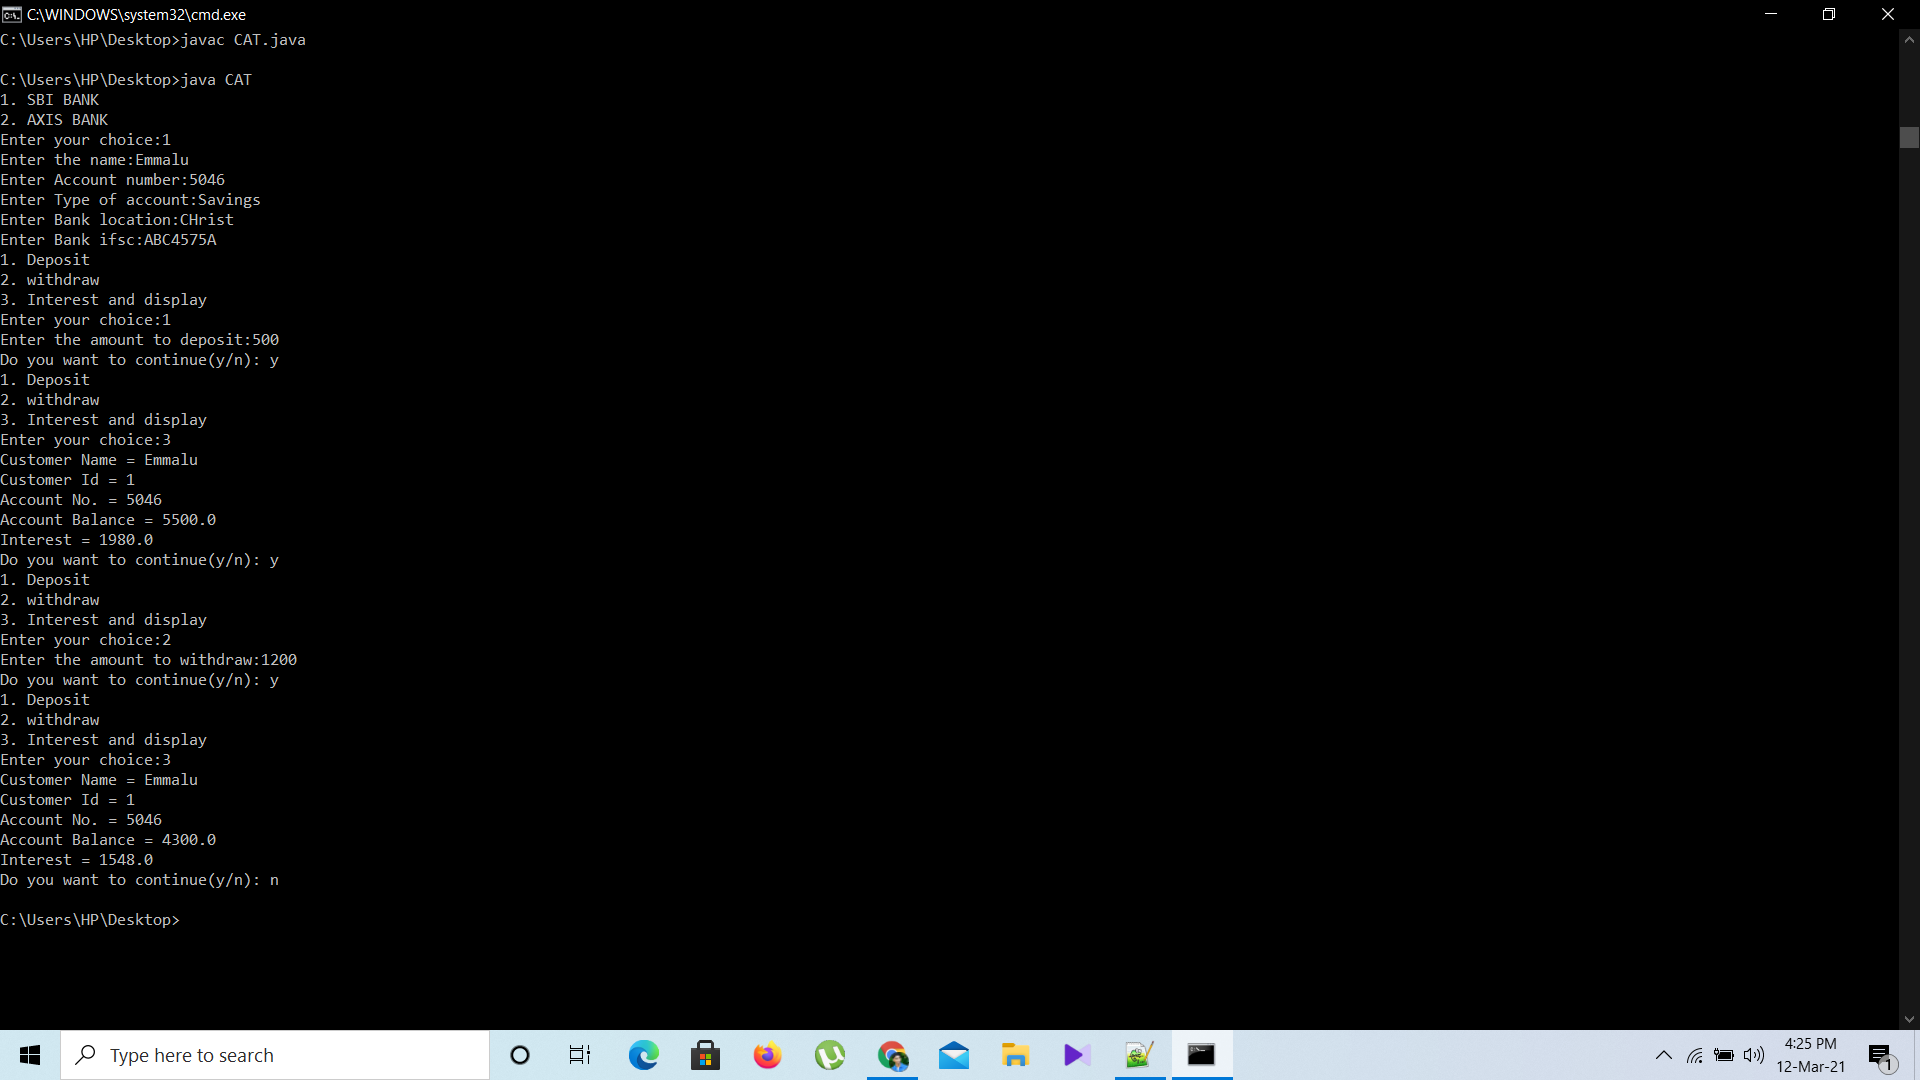 C:\WINDOWS\system32\cmd.exe
C:\Users\HP\Desktop>javac CAT.java
C:\Users\HP\Desktop>java CAT
1. SBI BANK
2. AXIS BANK
Enter your choice:1
Enter the name:Emmalu
Enter Account number:5046
Enter Type of account:Savings
Enter Bank location:CHrist
Enter Bank ifsc:ABC4575A
1. Deposit
2. withdraw
3. Interest and display
Enter your choice:1
Enter the amount to deposit:500
Do you want to continue(y/n): y
1. Deposit
2. withdraw
3. Interest and display
Enter your choice:3
Customer Name = Emmalu
Customer Id = 1
Account No. = 5046
Account Balance = 5500.0
Interest = 1980.0
Do you want to continue(y/n): y
1. Deposit
2. withdraw
3. Interest and display
Enter your choice:2
Enter the amount to withdraw:1200
Do you want to continue(y/n): y
1. Deposit
2. withdraw
3. Interest and display
Enter your choice:3
Customer Name = Emmalu
Customer Id = 1
Account No. = 5046
Account Balance = 4300.0
Interest = 1548.0
Do you want to continue(y/n): n
C:\Users\HP\Desktop>
Type here to search
4:25 PM
12-Mar-21
1